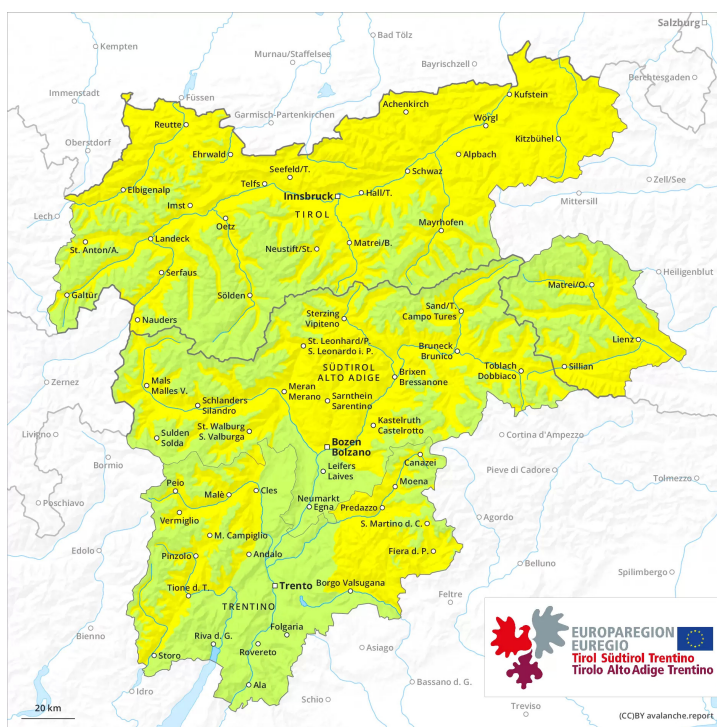 Salzburg
Bad Tölz
Kempten
Murnau/Staffelsee
Bayrischzell
Berchtesgaden
Immenstadt
Füssen
Kufstein
Achenkirch
Garmisch-Partenkirchen
Reutte
Wörgl
Oberstdorf
Kitzbühel
Ehrwald
Alpbach
Seefeld/T.
Schwaz
Zell/See
Telfs
Elbigenalp
Innsbruck
Hall/T.
Mittersill
Imst
TIROL
Lech
Oetz
Mayrhofen
Landeck
Neustift/St.
Matrei/B.
St. Anton/A.
Serfaus
Heiligenblut
Matrei/O.
Galtür
Sölden
Sand/T.
Campo Tures
Sterzing
Vipiteno
Nauders
Lienz
St. Leonhard/P.
S. Leonardo i. P.
Bruneck
Brunico
Toblach
Dobbiaco
Sillian
SÜDTIROL
ALTO ADIGE
Brixen
Bressanone
Zernez
Mals
Malles V.
Meran
Merano
Sarnthein
Sarentino
Schlanders
Silandro
St. Walburg
S. Valburga
Kastelruth
Castelrotto
Livigno
Sulden
Solda
Cortina d'Ampezzo
Bozen
Bolzano
Canazei
Bormio
Leifers
Laives
Pieve di Cadore
Moena
Tolmezzo
Peio
Malè
Cles
Neumarkt
Egna
Predazzo
Poschiavo
Vermiglio
Agordo
S. Martino d. C.
M. Campiglio
Edolo
Pinzolo
Andalo
Fiera d. P.
Belluno
Spilimbergo
Tione d. T.
Trento
Borgo Valsugana
Feltre
TRENTINO
Bienno
Folgaria
Riva d. G.
Rovereto
Asiago
Storo
Bassano d. G.
Idro
Ala
Schio
Treviso
EUROPAREGION
EUREGIO
Tirol Südtirol Trentino
Tirolo Alto Adige Trentino
20 km
(CC)BY avalanche.report